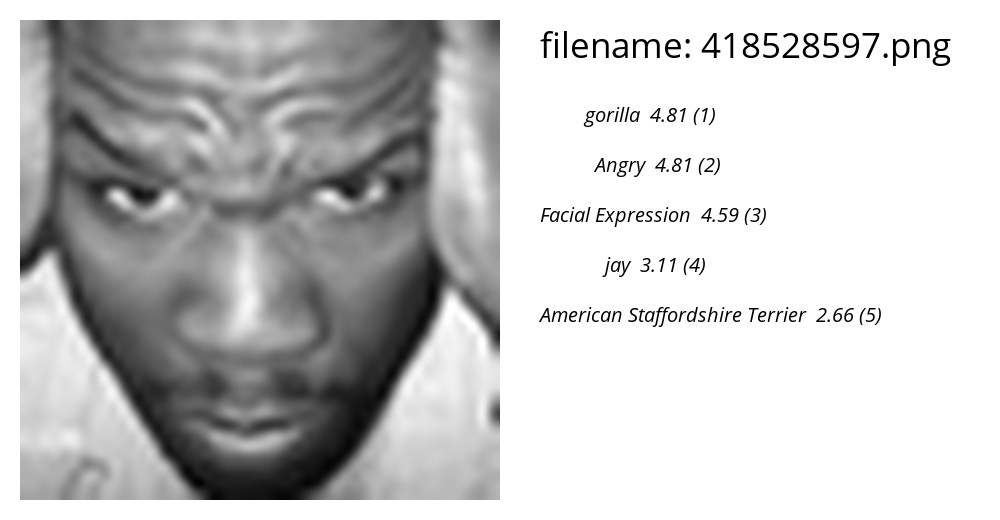 filename: 418528597.png
gorilla 4.81 (1)
Angry 4.81 (2)
Facial Expression 4.59 (3)
jay 3.11 (4)
American Staffordshire Terrier 2.66 (5)